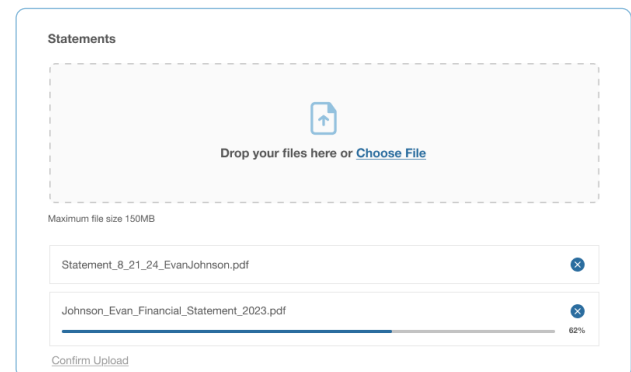 Statements
Drop your files here or Choose File
Maximum file size 150MB
Statement_8_21_24_EvanJohnson.pdf
Johnson_Evan_Financial_Statement_2023.pdf
62%
Confirm Upload